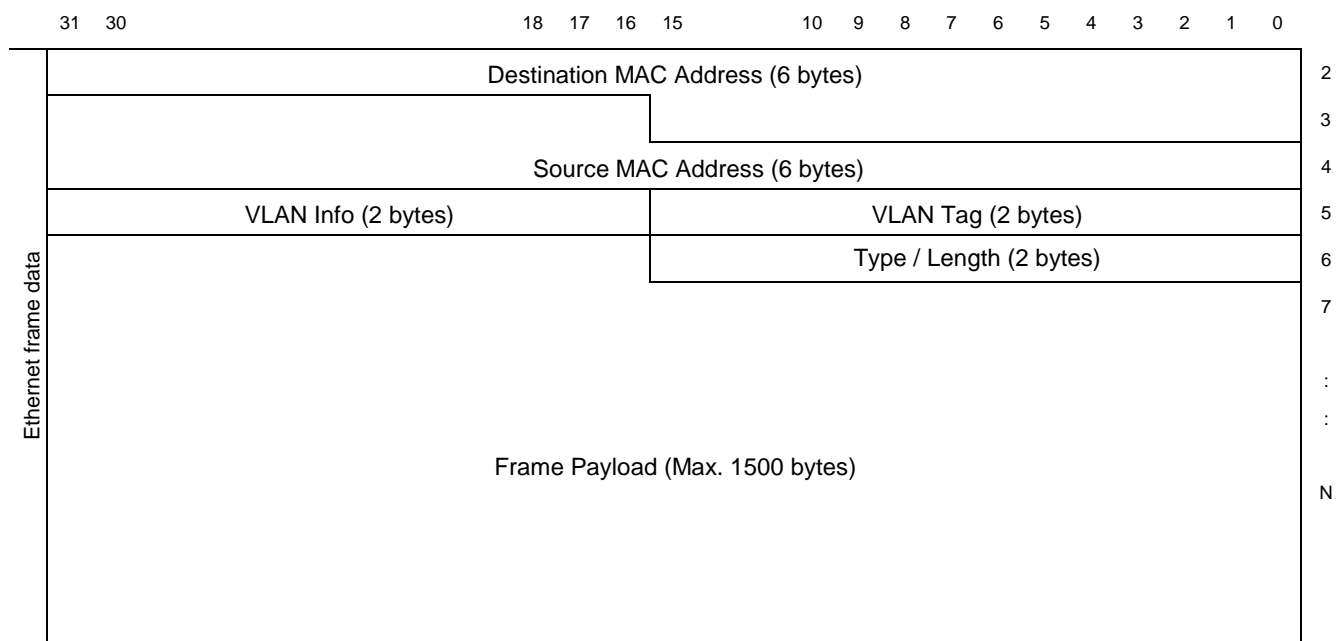 31 30 18 17 16 15 10 9 8 7 6 5 4 3 2 1 0
Destination MAC Address (6 bytes) 2
3
Source MAC Address (6 bytes) 4
VLAN Info (2 bytes) VLAN Tag (2 bytes) 5
Type / Length (2 bytes) 6
7
:
:
Ethernet frame data
Frame Payload (Max. 1500 bytes)
N